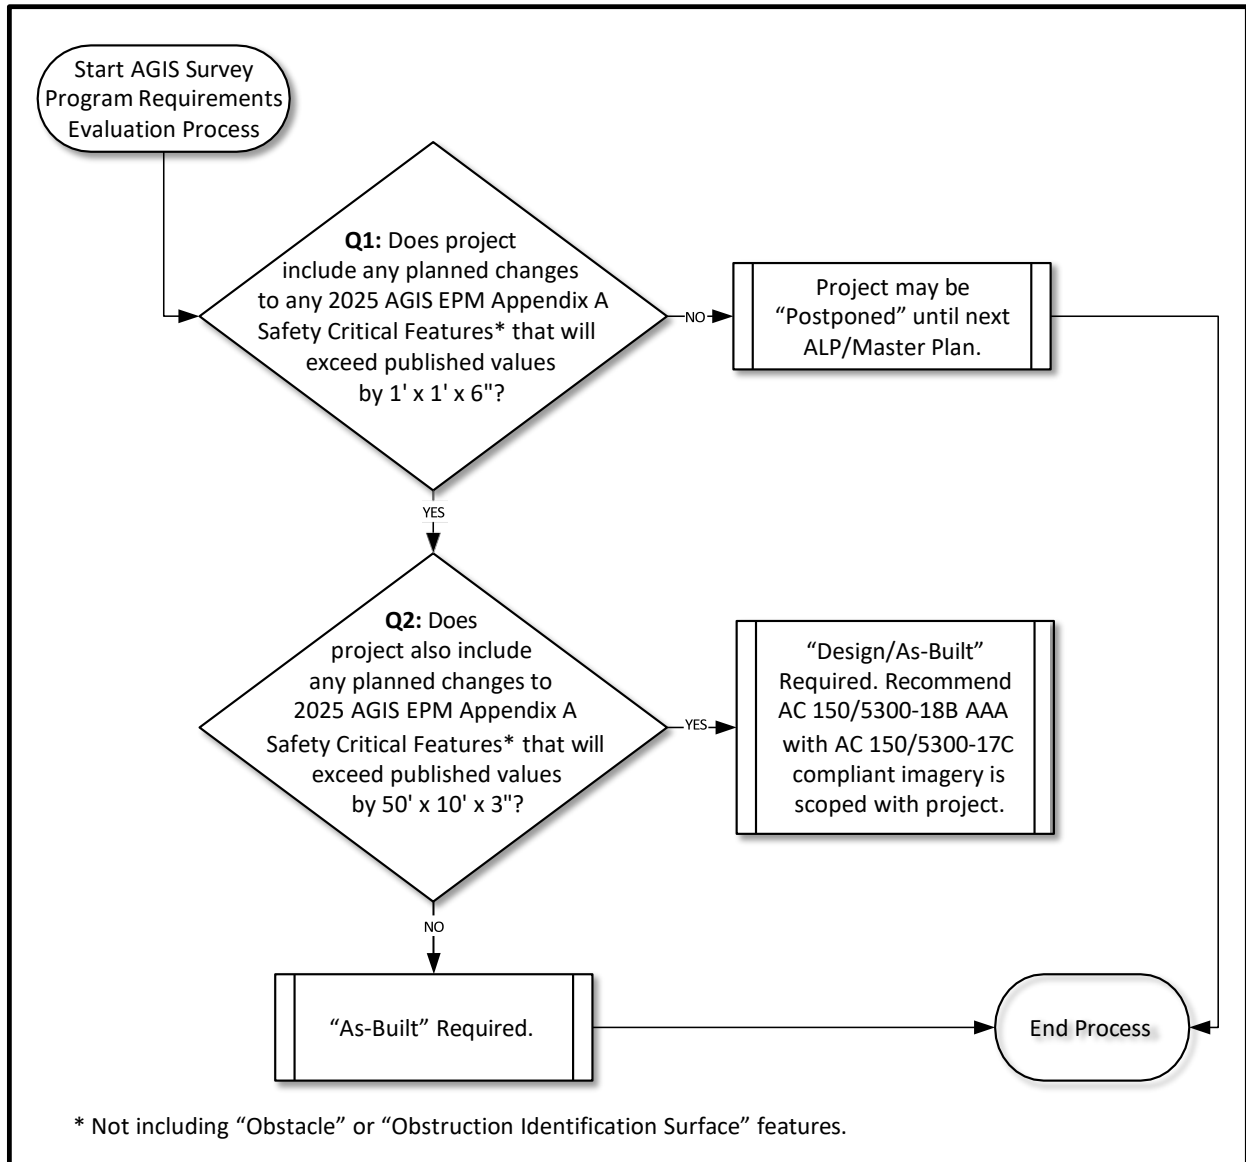 Start AGIS Survey
Program Requirements
Evaluation Process
Q1: Does project
include any planned changes
to any 2025 AGIS EPM Appendix A
Safety Critical Features* that will
exceed published values
by 1' x 1' x 6"?
NO
Project may be
“Postponed” until next
ALP/Master Plan.
YES
Q2: Does
project also include
any planned changes to
2025 AGIS EPM Appendix A
Safety Critical Features* that will
exceed published values
by 50' x 10' x 3"?
YES
“Design/As-Built”
Required. Recommend
AC 150/5300-18B AAA
with AC 150/5300-17C
compliant imagery is
scoped with project.
NO
“As-Built” Required.
End Process
* Not including “Obstacle” or “Obstruction Identification Surface” features.